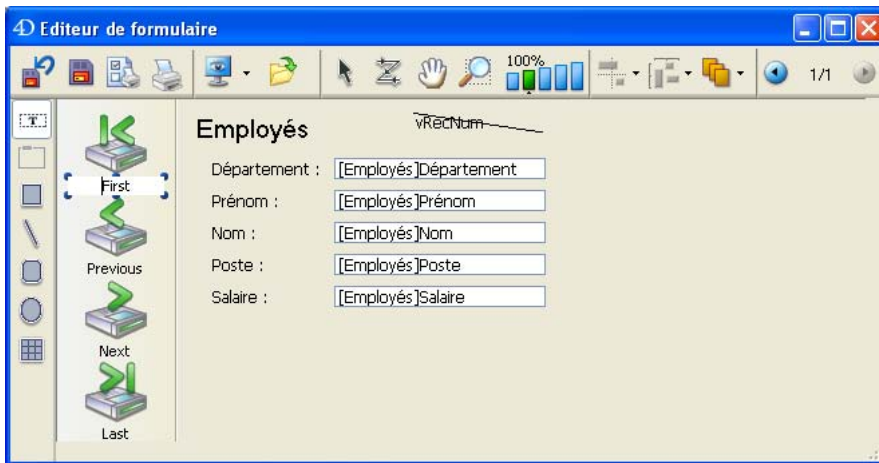 4D Editeur de formulaire
100%
1/1
T
Employés
vRecNum
First
Département :
[Employés]Département
Prénom :
[Employés]Prénom
Nom :
[Employés]Nom
Previous
Poste :
[Employés]Poste
Salaire :
[Employés]Salaire
Next
Last